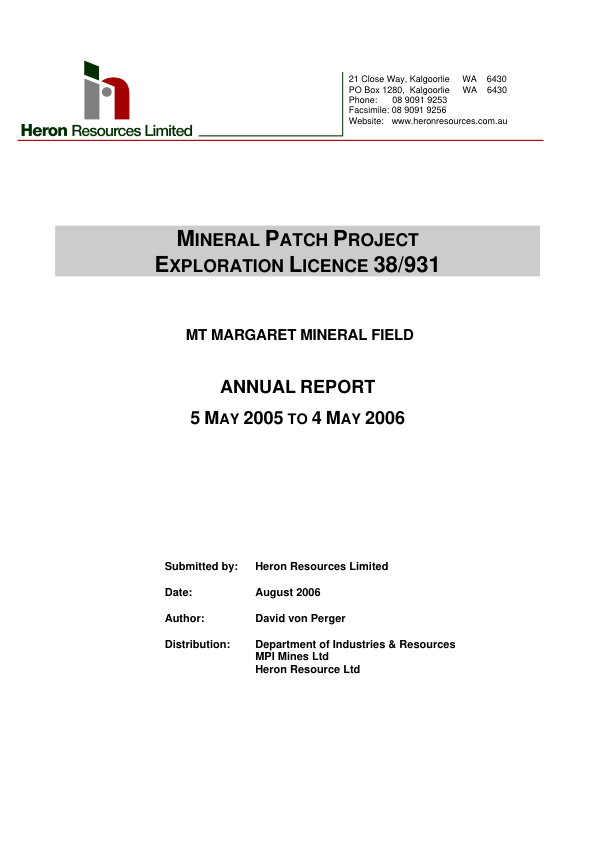 21 Close Way, Kalgoorlie WA 6430
PO Box 1280, Kalgoorlie WA 6430
Phone: 08 9091 9253
Facsimile: 08 9091 9256
Website: www.heronresources.com.au
Heron Resources Limited
MINERAL PATCH PROJECT
EXPLORATION LICENCE 38/931
MT MARGARET MINERAL FIELD
ANNUAL REPORT
5 MAY 2005 TO 4 MAY 2006
Submitted by: Heron Resources Limited
Date: August 2006
Author: David von Perger
Distribution: Department of Industries & Resources
MPI Mines Ltd
Heron Resource Ltd